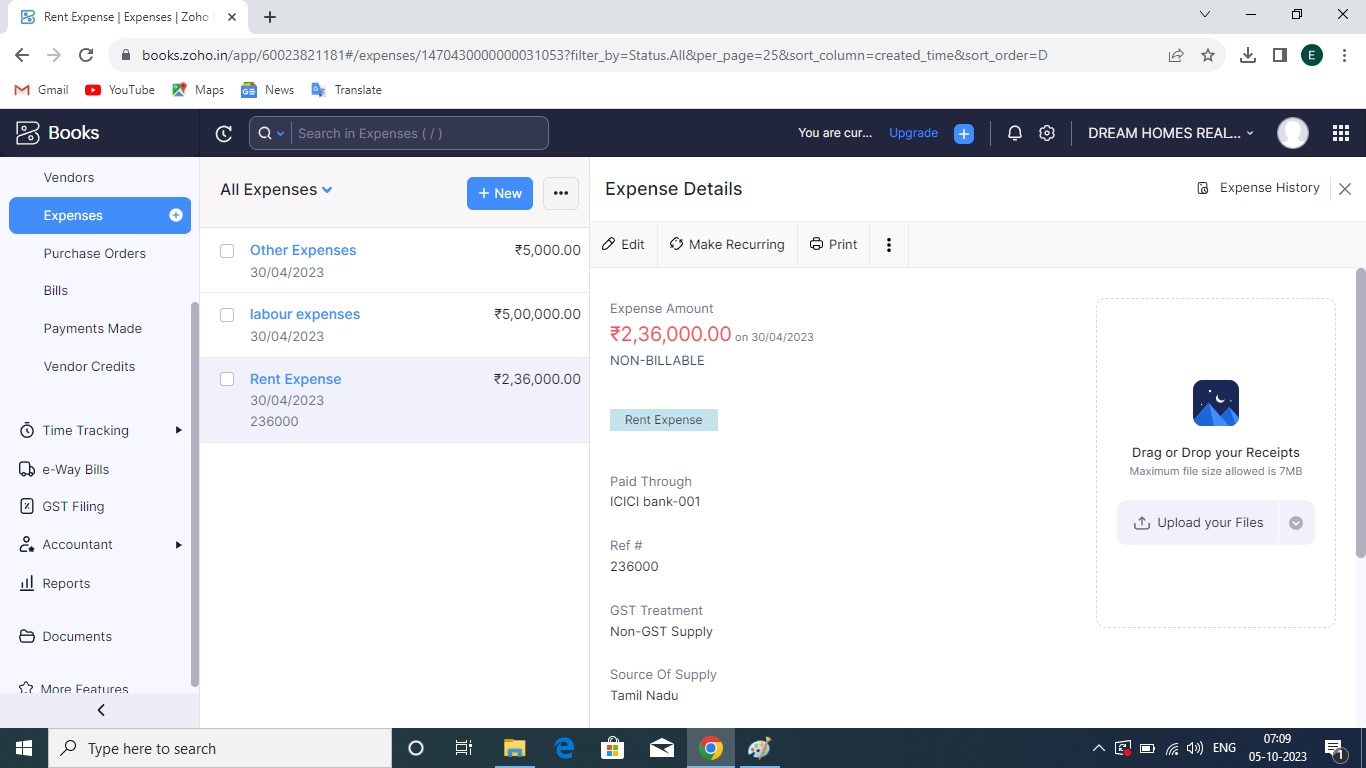 Rent Expense | Expenses | Zoho
books.zoho.in/app/60023821181#/expenses/1470430000000031053?filter_by=Status.All&per_page=25&sort_column=created_time&sort_order=D
E
Gmail
YouTube
Maps
News
Translate
Books
Search in Expenses ( / )
You are cur...
Upgrade
DREAM HOMES REAL...
Vendors
Expenses
Purchase Orders
Bills
Payments Made
Vendor Credits
Time Tracking
e-Way Bills
GST Filing
Accountant
Reports
Documents
More Features
All Expenses
+ New
Other Expenses ₹5,000.00
30/04/2023
labour expenses ₹5,00,000.00
30/04/2023
Rent Expense ₹2,36,000.00
30/04/2023
236000
Expense Details
Expense History
Edit
Make Recurring
Print
Expense Amount
₹2,36,000.00 on 30/04/2023
NON-BILLABLE
Rent Expense
Paid Through
ICICI bank-001
Ref #
236000
GST Treatment
Non-GST Supply
Source Of Supply
Tamil Nadu
Drag or Drop your Receipts
Maximum file size allowed is 7MB
Upload your Files
Type here to search
ENG
07:09
05-10-2023
1